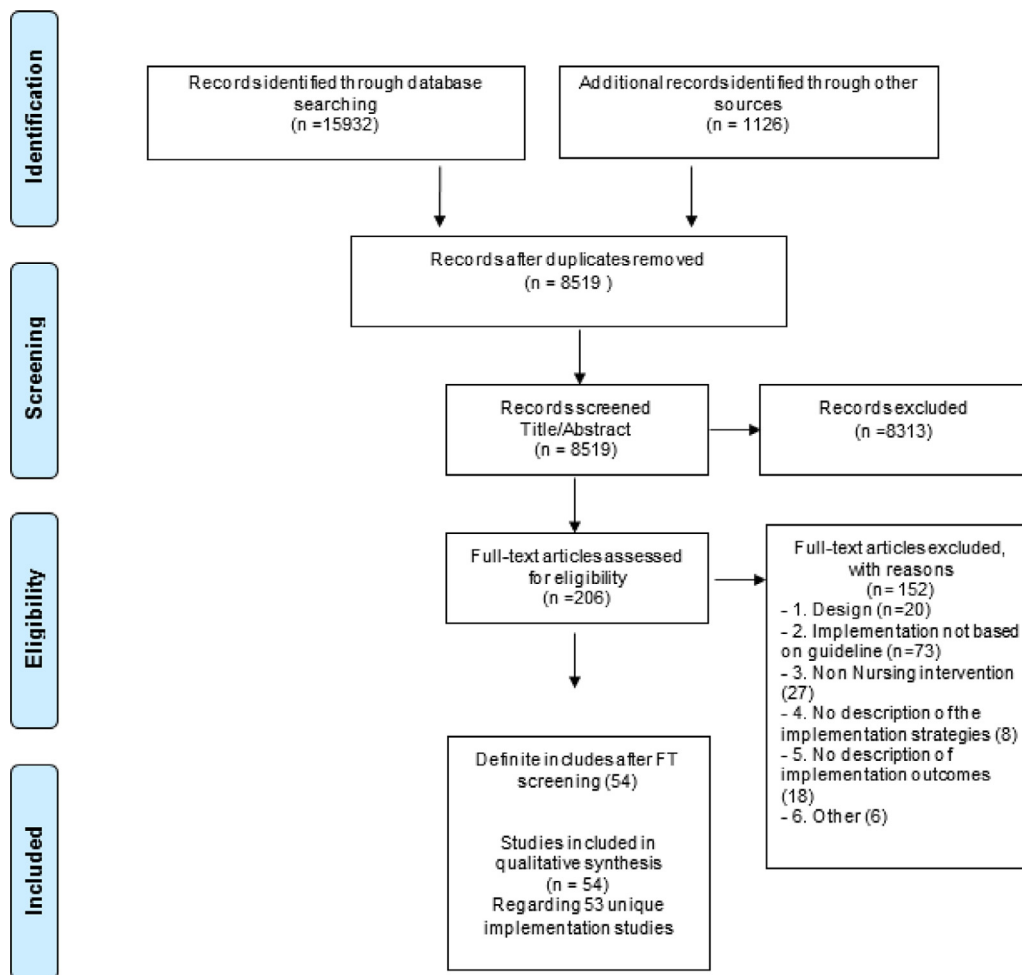 Identification
Records identified through database
searching
(n =15932)
Additional records identified through other
sources
(n = 1126)
Records after duplicates removed
(n = 8519 )
Screening
Records screened
Title/Abstract
(n = 8519)
Records excluded
(n =8313)
Eligibility
Full-text articles assessed
for eligibility
(n =206)
Full-text articles excluded,
with reasons
(n= 152)
- 1. Design (n=20)
- 2. Implementation not based
on guideline (n=73)
- 3. Non Nursing intervention
(27)
- 4. No description of the
implementation strategies (8)
- 5. No description of
implementation outcomes
(18)
- 6. Other (6)
Included
Definite includes after FT
screening (54)
Studies included in
qualitative synthesis
(n = 54)
Regarding 53 unique
implementation studies